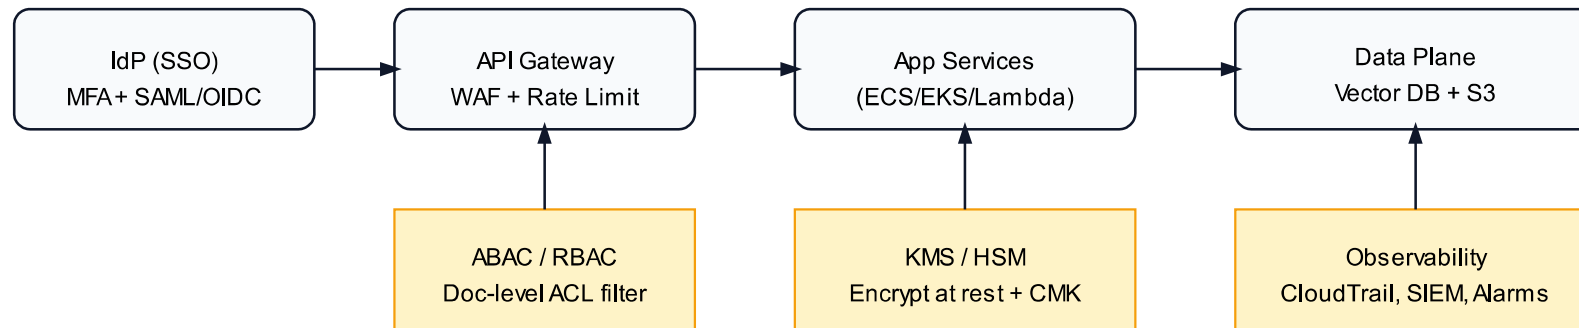 IdP (SSO)
MFA + SAML/OIDC
API Gateway
WAF + Rate Limit
App Services
(ECS/EKS/Lambda)
Data Plane
Vector DB + S3
ABAC / RBAC
Doc-level ACL filter
KMS / HSM
Encrypt at rest + CMK
Observability
CloudTrail, SIEM, Alarms